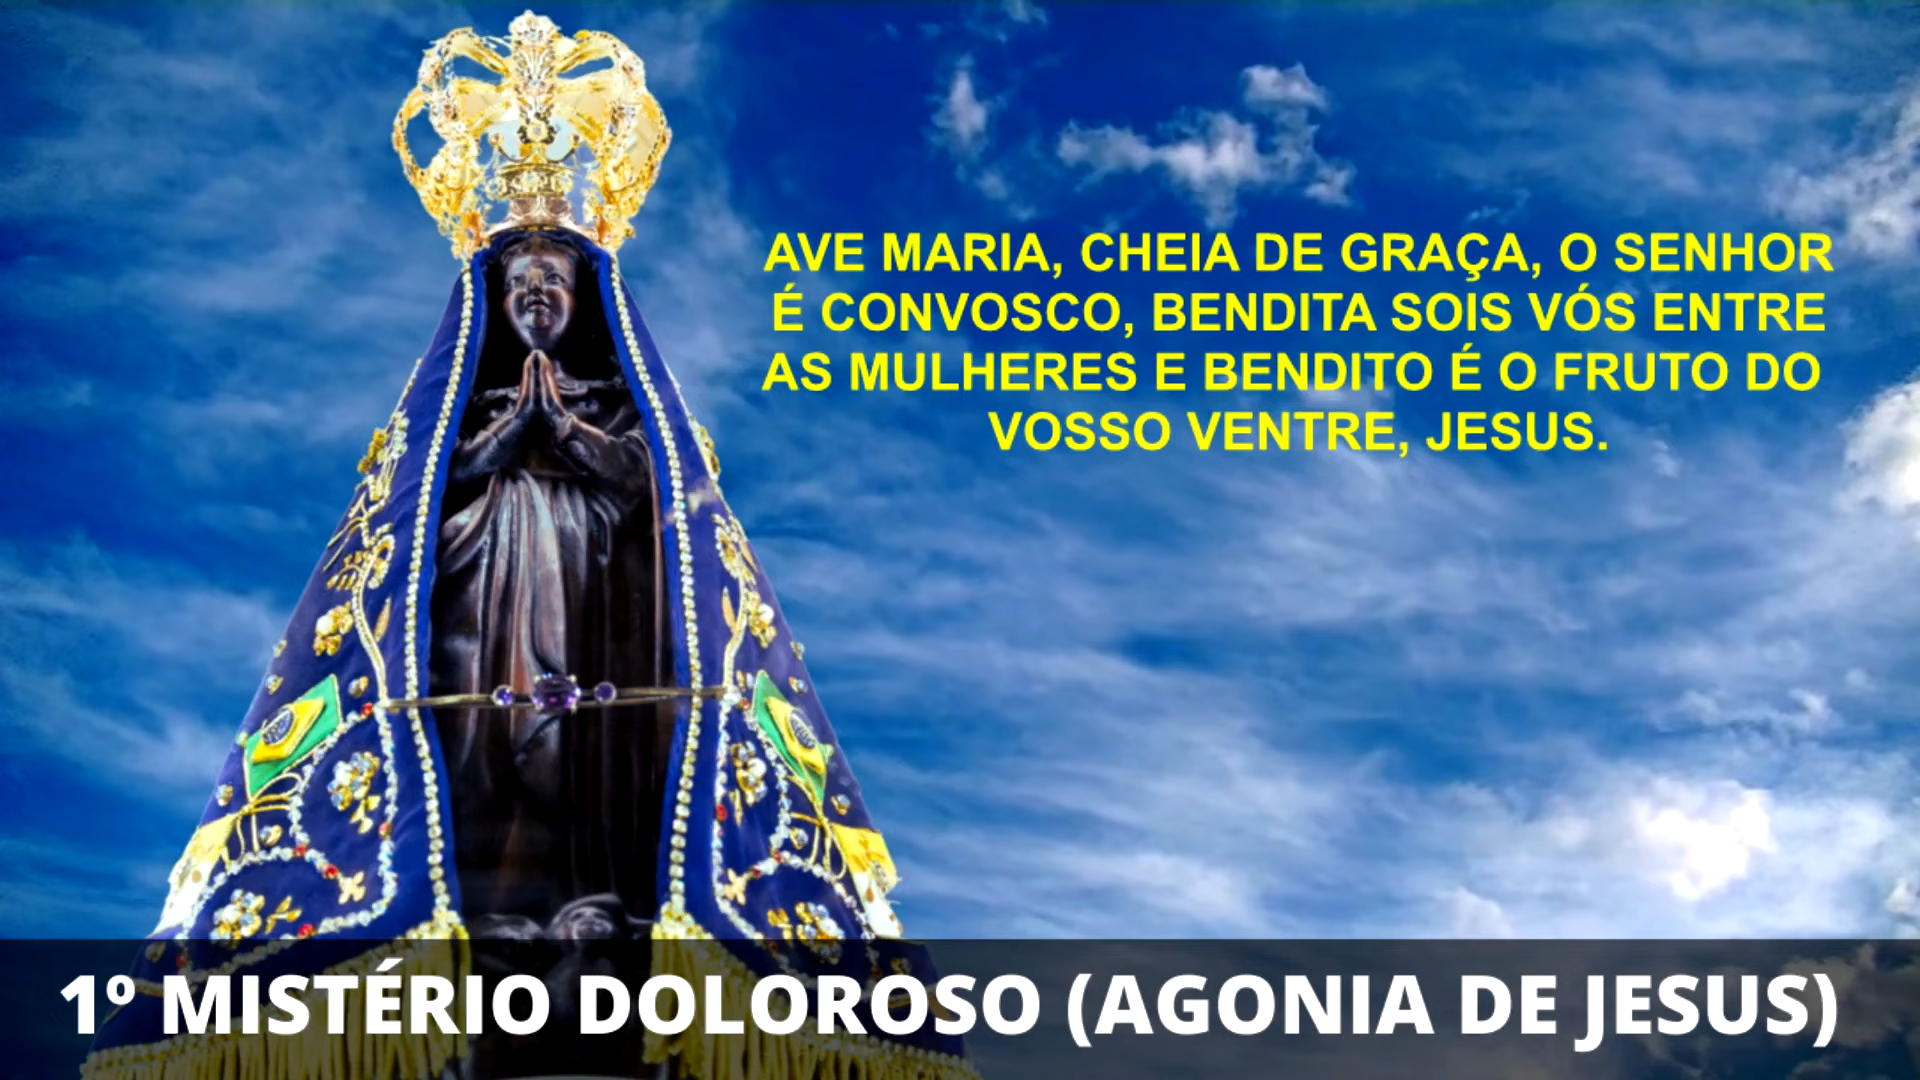 AVE MARIA, CHEIA DE GRAÇA, O SENHOR
É CONVOSCO, BENDITA SOIS VÓS ENTRE
AS MULHERES E BENDITO É O FRUTO DO
VOSSO VENTRE, JESUS.
1º MISTÉRIO DOLOROSO (AGONIA DE JESUS)